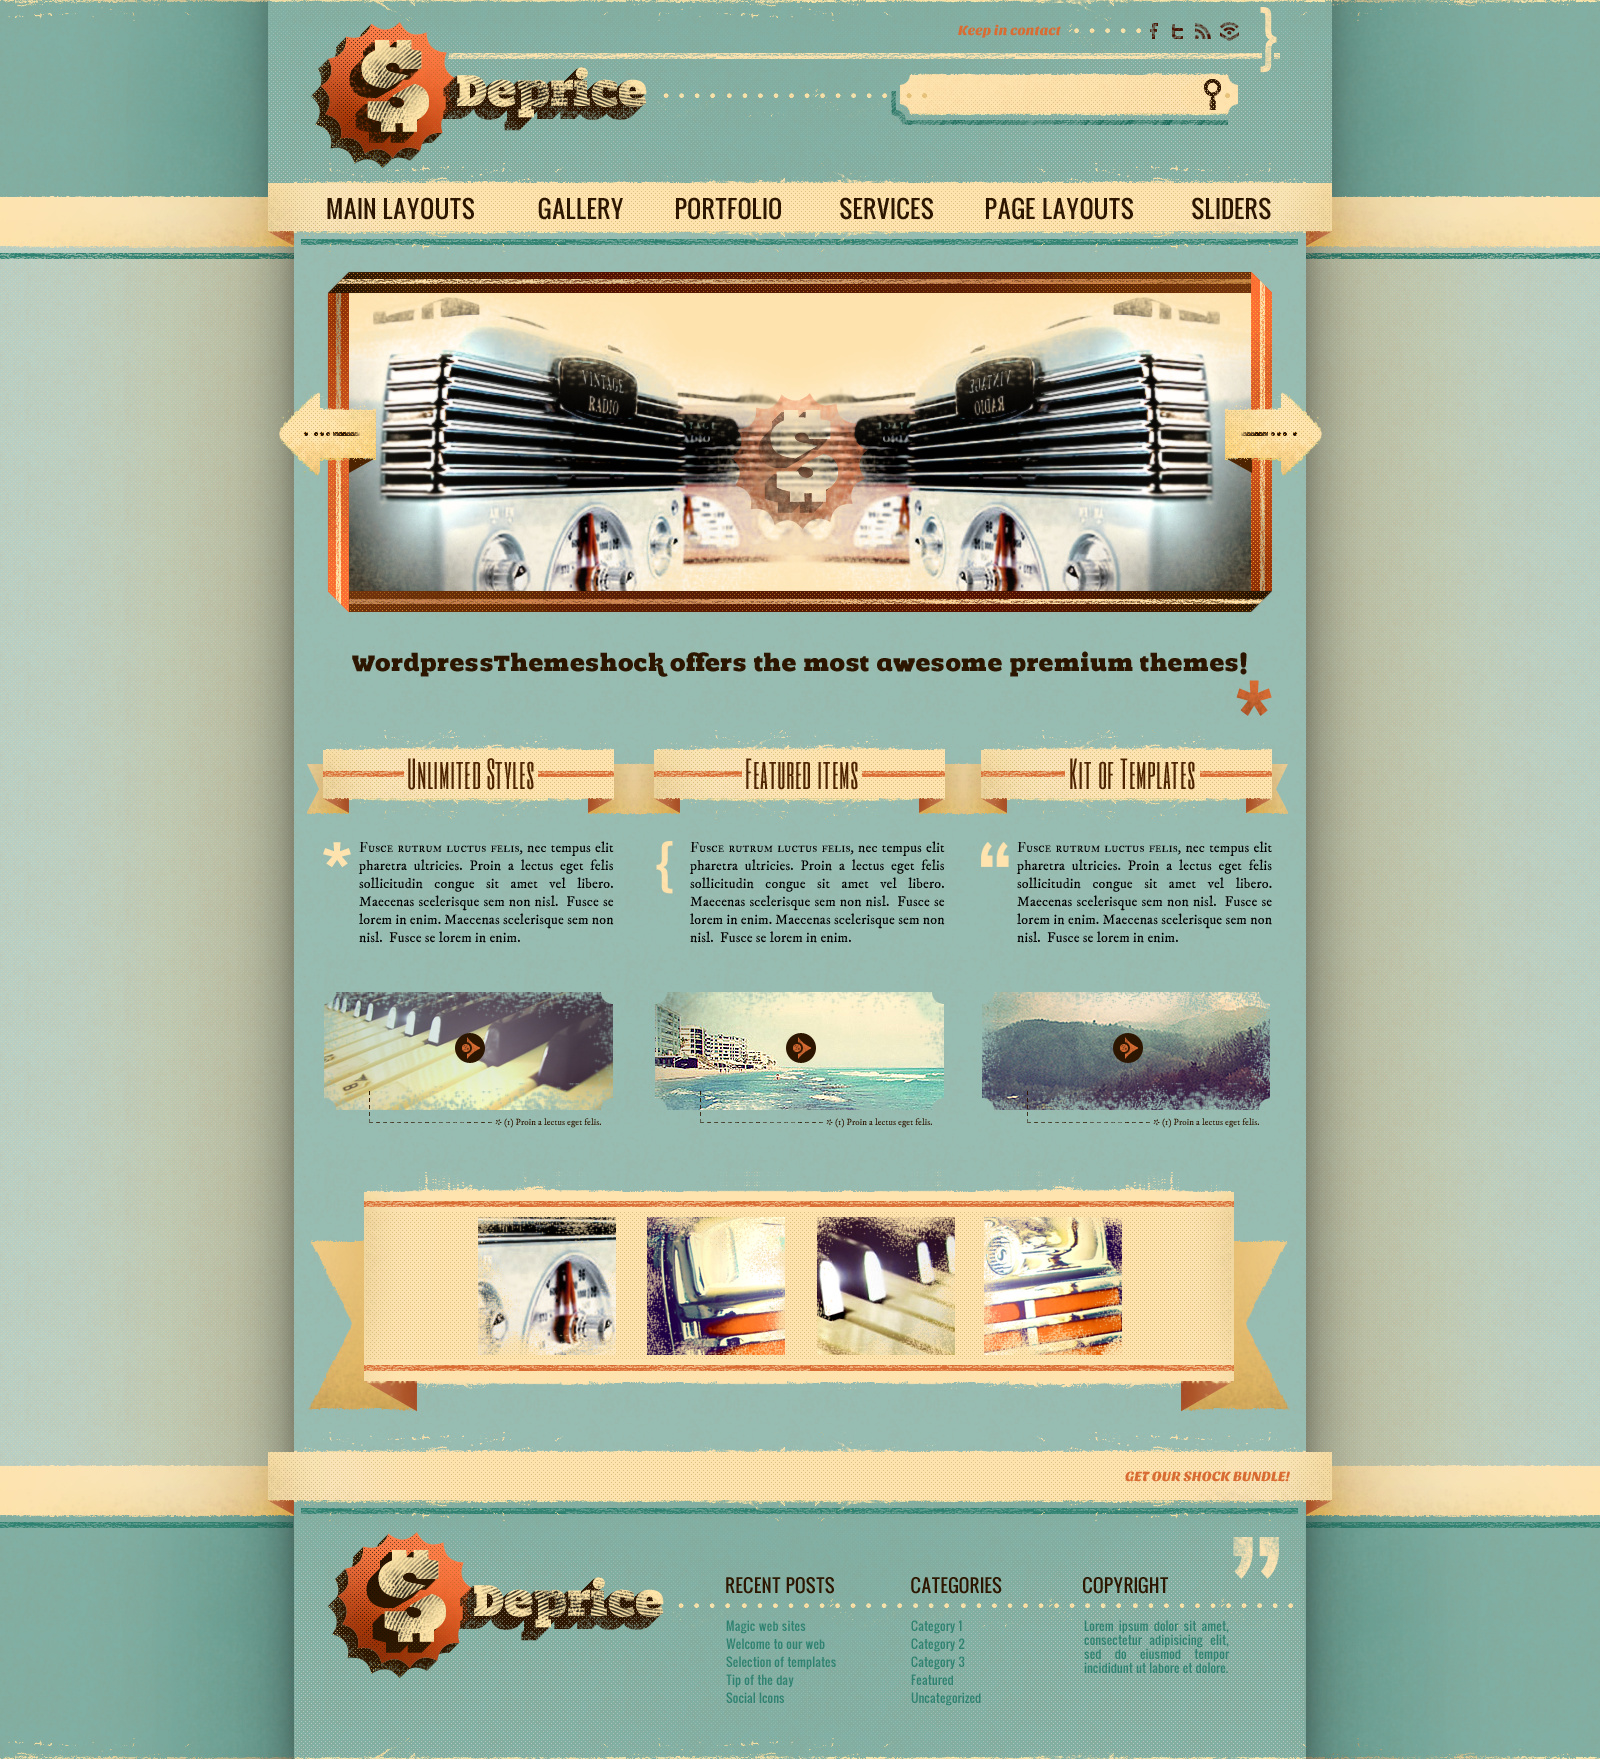 Keep in contact
Deprice
MAIN LAYOUTS GALLERY PORTFOLIO SERVICES PAGE LAYOUTS SLIDERS
VINTAGE
RADIO
VINTAGE
RADIO
WordpressThemeshock offers the most awesome premium themes!
*
Unlimited Styles
Featured items
Kit of Templates
* Fusce rutrum luctus felis, nec tempus elit
pharetra ultricies. Proin a lectus eget felis
sollicitudin congue sit amet vel libero.
Maecenas scelerisque sem non nisl. Fusce se
lorem in enim. Maecenas scelerisque sem non
nisl. Fusce se lorem in enim.
{ Fusce rutrum luctus felis, nec tempus elit
pharetra ultricies. Proin a lectus eget felis
sollicitudin congue sit amet vel libero.
Maecenas scelerisque sem non nisl. Fusce se
lorem in enim. Maecenas scelerisque sem non
nisl. Fusce se lorem in enim.
“ Fusce rutrum luctus felis, nec tempus elit
pharetra ultricies. Proin a lectus eget felis
sollicitudin congue sit amet vel libero.
Maecenas scelerisque sem non nisl. Fusce se
lorem in enim. Maecenas scelerisque sem non
nisl. Fusce se lorem in enim.
* (1) Proin a lectus eget felis.
* (1) Proin a lectus eget felis.
* (1) Proin a lectus eget felis.
GET OUR SHOCK BUNDLE!
Deprice
RECENT POSTS
Magic web sites
Welcome to our web
Selection of templates
Tip of the day
Social Icons
CATEGORIES
Category 1
Category 2
Category 3
Featured
Uncategorized
COPYRIGHT
Lorem ipsum dolor sit amet,
consectetur adipisicing elit,
sed do eiusmod tempor
incididunt ut labore et dolore.